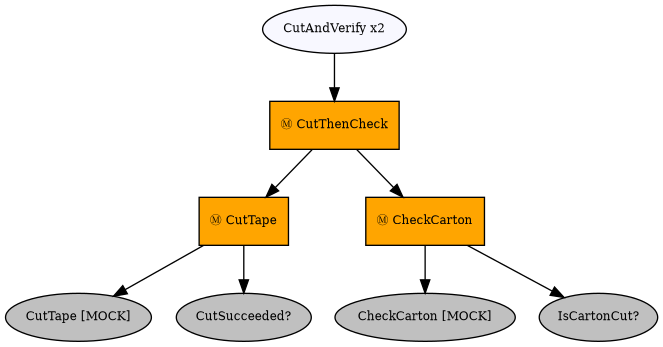 CutAndVerify x2
Ⓜ CutThenCheck
Ⓜ CutTape
Ⓜ CheckCarton
CutTape [MOCK]
CutSucceeded?
CheckCarton [MOCK]
IsCartonCut?